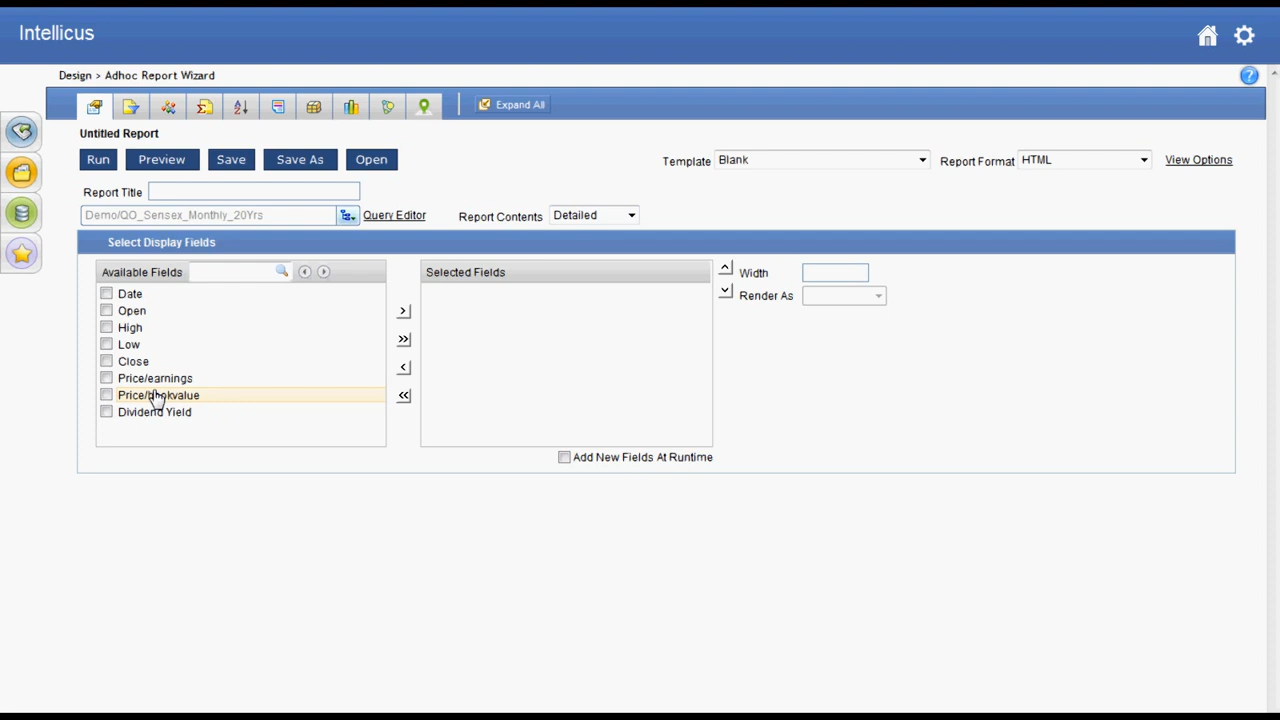 Intellicus
Design > Adhoc Report Wizard
Expand All
Untitled Report
Run Preview Save Save As Open Template Blank Report Format HTML View Options
Report Title
Demo/QO_Sensex_Monthly_20Yrs Query Editor Report Contents Detailed
Select Display Fields
Available Fields Selected Fields Width
Render As
Date
Open
High
Low
Close
Price/earnings
Price/bookvalue
Dividend Yield
Add New Fields At Runtime